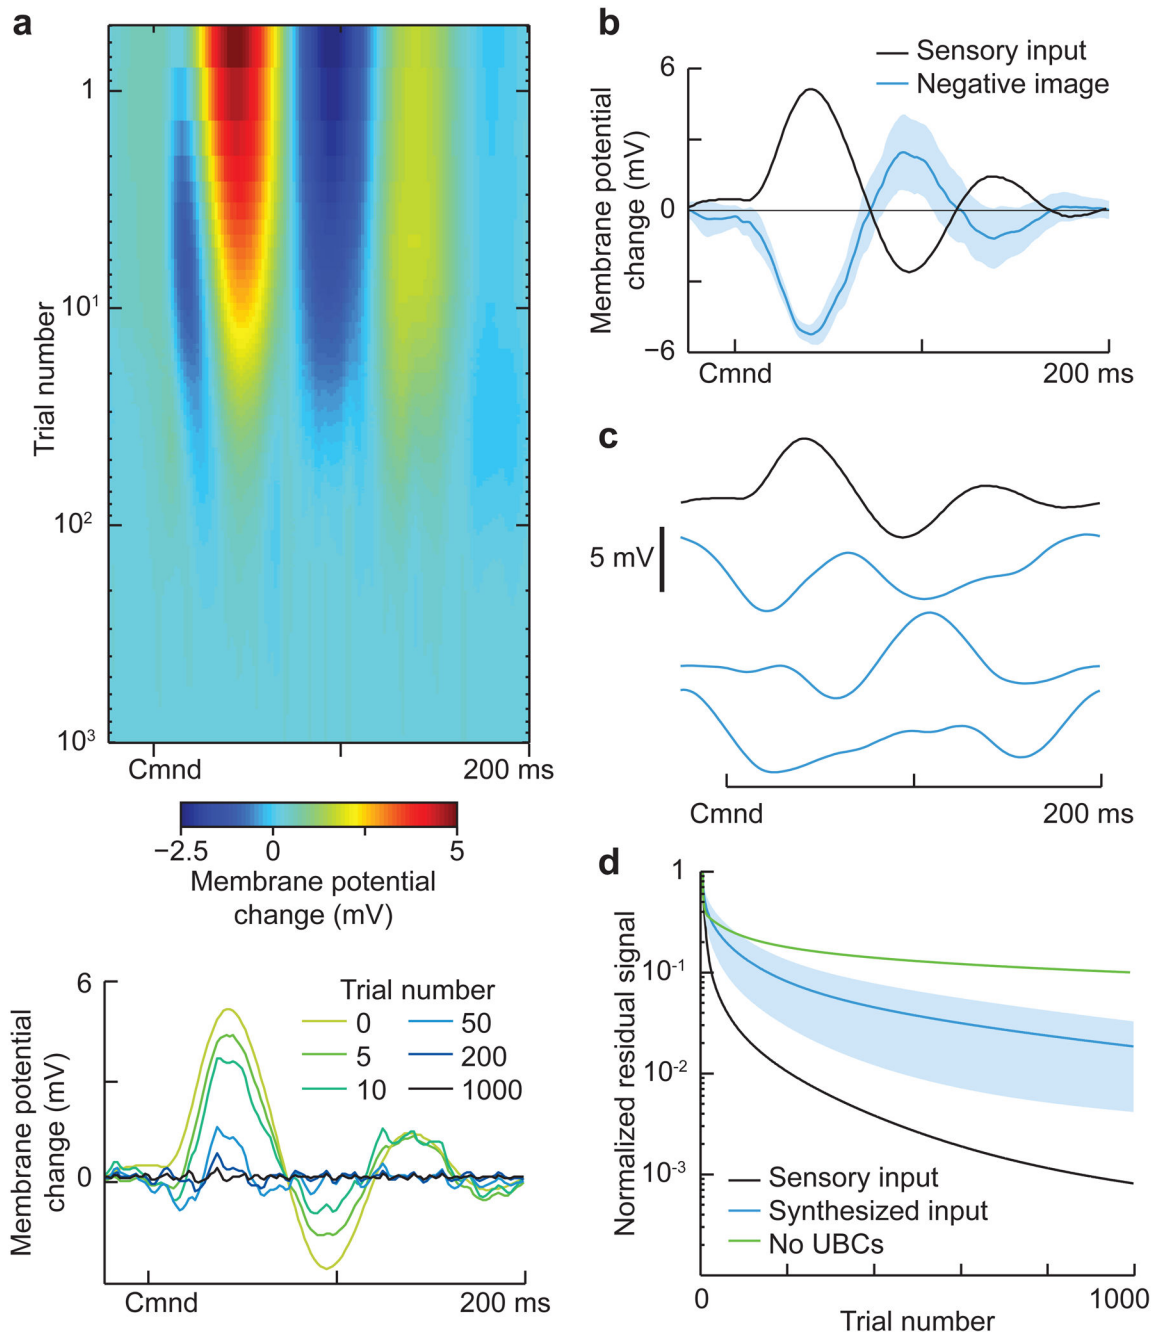 a
1
10¹
10²
10³
Trial number
Cmnd
200 ms
−2.5
0
5
Membrane potential
change (mV)
6
0
Membrane potential
change (mV)
Trial number
0
50
5
200
10
1000
Cmnd
200 ms
b
Sensory input
Negative image
6
0
−6
Membrane potential
change (mV)
Cmnd
200 ms
c
5 mV
Cmnd
200 ms
d
1
10⁻¹
10⁻²
10⁻³
Normalized residual signal
Sensory input
Synthesized input
No UBCs
0
1000
Trial number